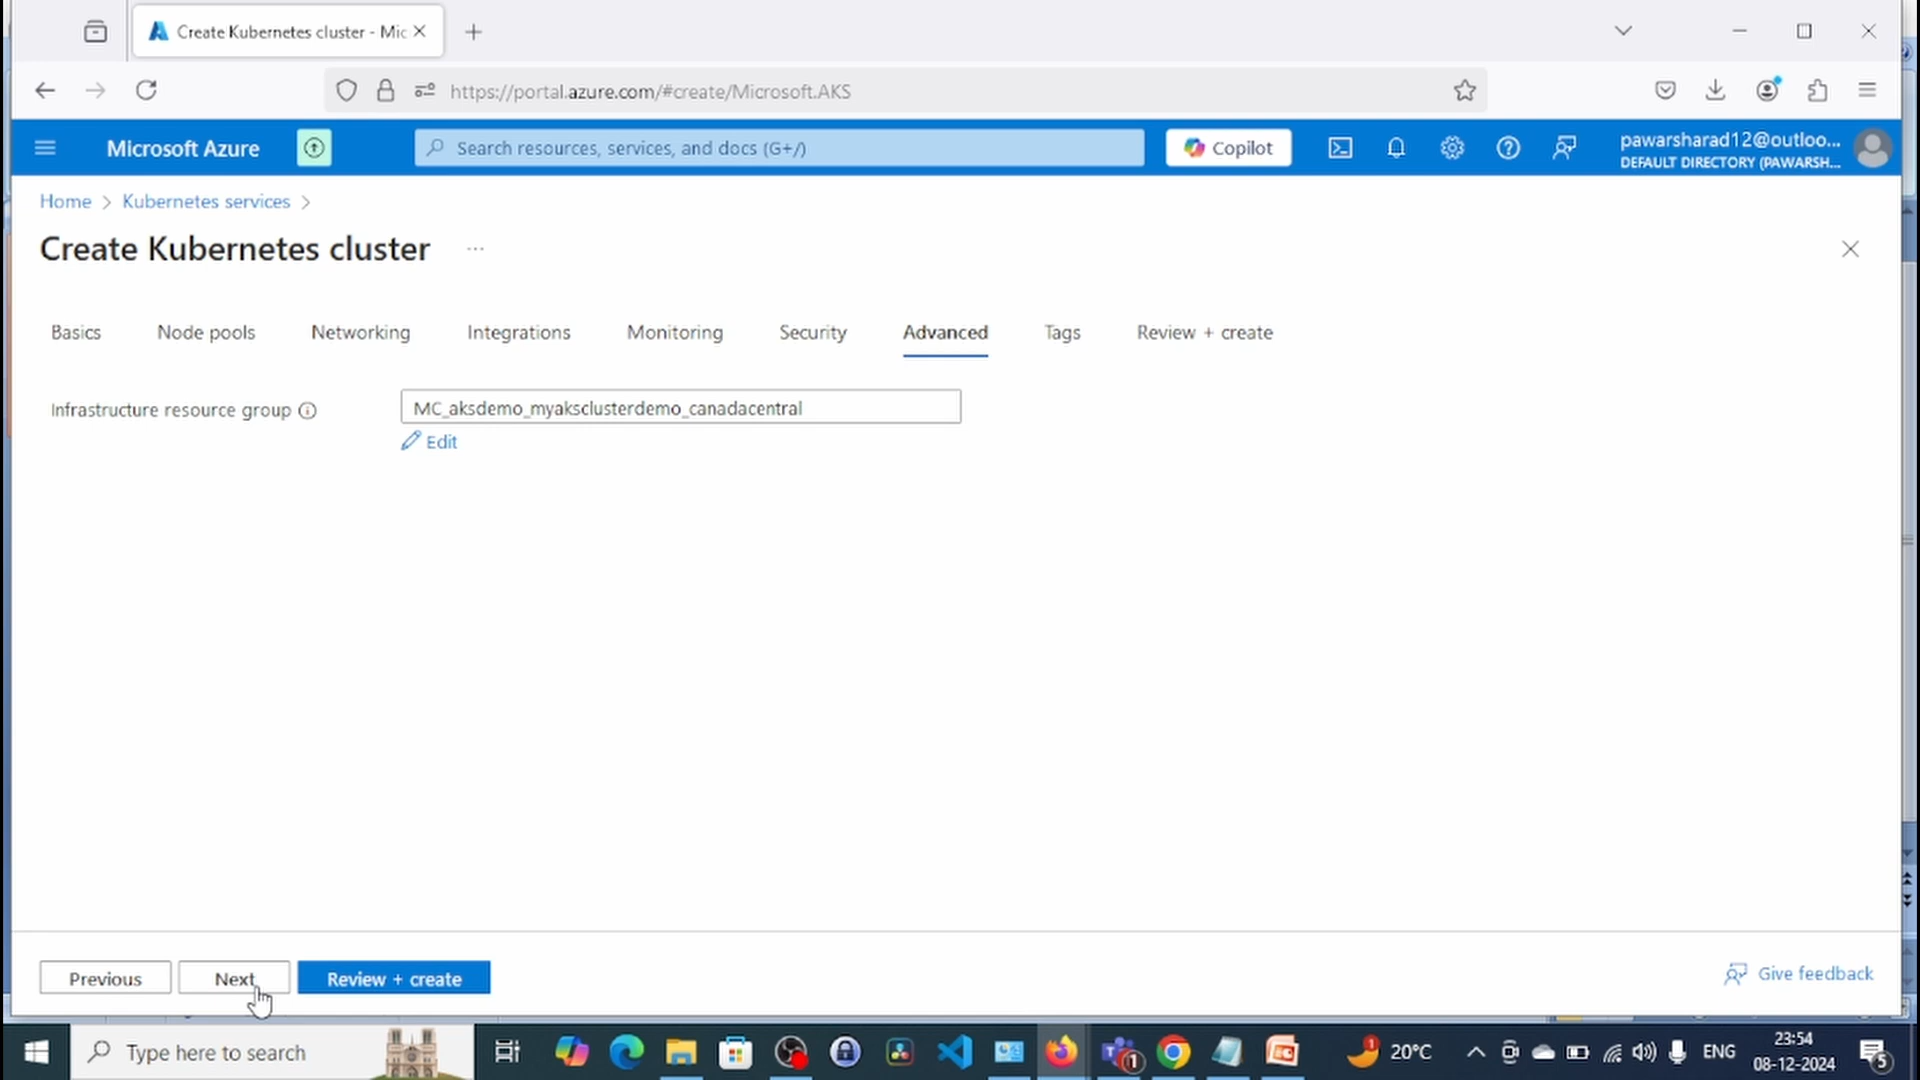 Create Kubernetes cluster - Mic
https://portal.azure.com/#create/Microsoft.AKS
Microsoft Azure
Search resources, services, and docs (G+/)
Copilot
pawarsharad12@outloo...
DEFAULT DIRECTORY (PAWARSH...
Home > Kubernetes services >
Create Kubernetes cluster ...
Basics Node pools Networking Integrations Monitoring Security Advanced Tags Review + create
Infrastructure resource group
MC_aksdemo_myaksclusterdemo_canadacentral
Edit
Previous Next Review + create
Give feedback
Type here to search
1
1
20°C
ENG
23:54
08-12-2024
5